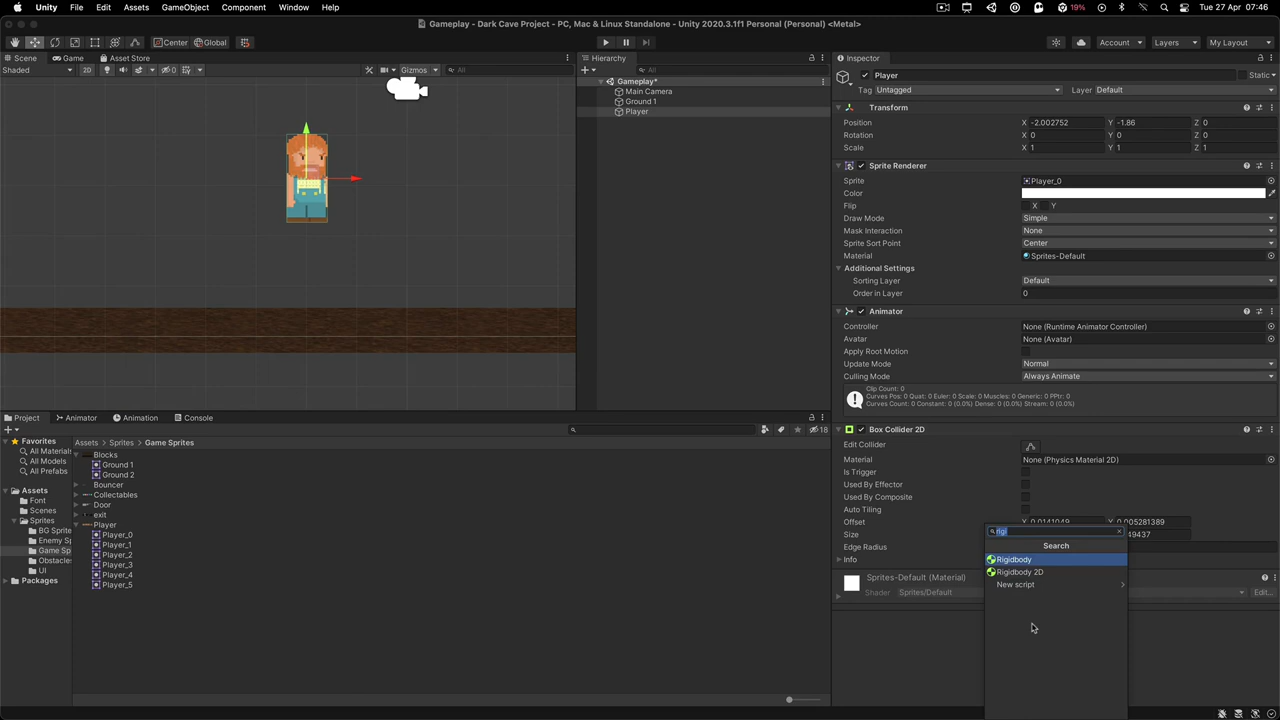 Unity File Edit Assets GameObject Component Window Help 19% Tue 27 Apr 07:46
Gameplay - Dark Cave Project - PC, Mac & Linux Standalone - Unity 2020.3.1f1 Personal (Personal) <Metal>
Center Global Account Layers My Layout
Scene Game Asset Store
Shaded 2D 0 Gizmos All
Hierarchy
All
Gameplay*
Main Camera
Ground 1
Player
Inspector
Player Static
Tag Untagged Layer Default
Transform
Position X -2.002752 Y -1.86 Z 0
Rotation X 0 Y 0 Z 0
Scale X 1 Y 1 Z 1
Sprite Renderer
Sprite Player_0
Color
Flip X Y
Draw Mode Simple
Mask Interaction None
Sprite Sort Point Center
Material Sprites-Default
Additional Settings
Sorting Layer Default
Order in Layer 0
Animator
Controller None (Runtime Animator Controller)
Avatar None (Avatar)
Apply Root Motion
Update Mode Normal
Culling Mode Always Animate
Clip Count: 0
Curves Pos: 0 Quat: 0 Euler: 0 Scale: 0 Muscles: 0 Generic: 0 PPtr: 0
Curves Count: 0 Constant: 0 (0.0%) Dense: 0 (0.0%) Stream: 0 (0.0%)
Box Collider 2D
Edit Collider
Material None (Physics Material 2D)
Is Trigger
Used By Effector
Used By Composite
Auto Tiling
Offset X 0.0141049 Y 0.005281389
Size 49437
Edge Radius
Info
Sprites-Default (Material)
Shader Sprites/Default Edit...
rigi
Search
Rigidbody
Rigidbody 2D
New script
Project Animator Animation Console
18
Favorites
All Materials
All Models
All Prefabs
Assets
Font
Scenes
Sprites
BG Sprite
Enemy Sp
Game Sp
Obstacles
UI
Packages
Assets Sprites Game Sprites
Blocks
Ground 1
Ground 2
Bouncer
Collectables
Door
exit
Player
Player_0
Player_1
Player_2
Player_3
Player_4
Player_5